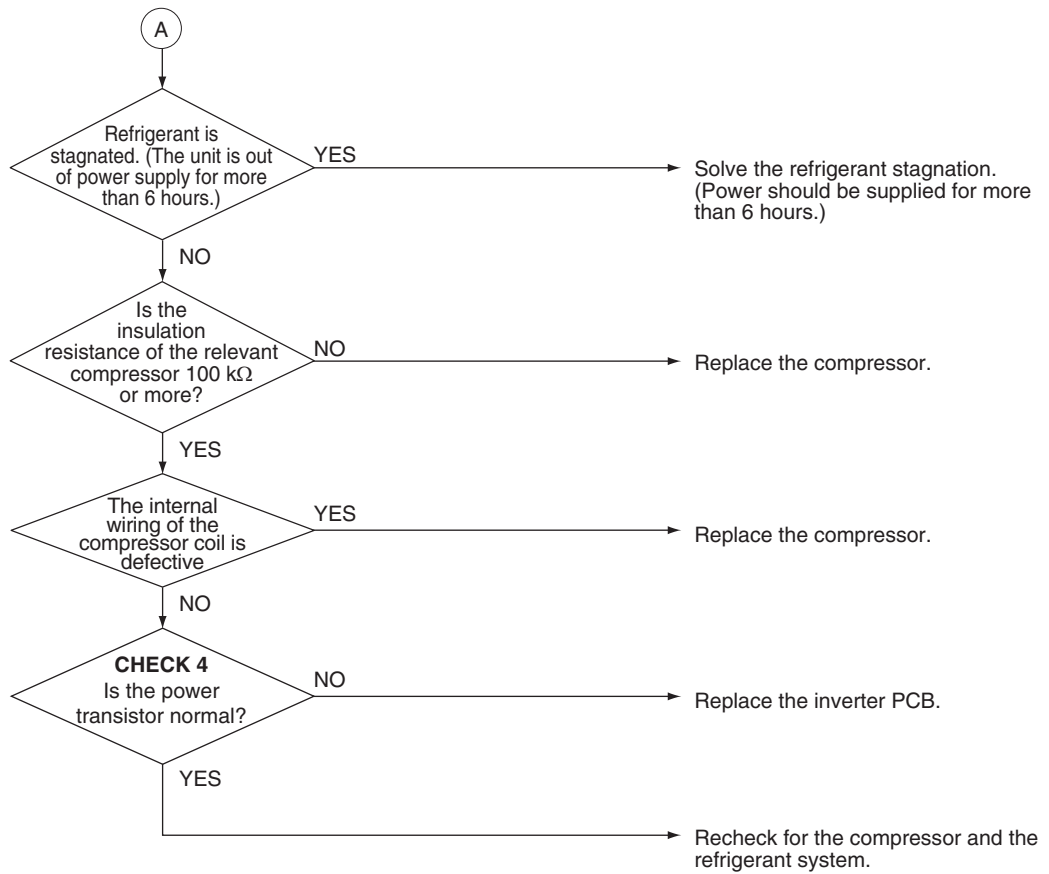 A
Refrigerant is
stagnated. (The unit is out
of power supply for more
than 6 hours.)
YES
Solve the refrigerant stagnation.
(Power should be supplied for more
than 6 hours.)
NO
Is the
insulation
resistance of the relevant
compressor 100 kΩ
or more?
NO
Replace the compressor.
YES
The internal
wiring of the
compressor coil is
defective
YES
Replace the compressor.
NO
CHECK 4
Is the power
transistor normal?
NO
Replace the inverter PCB.
YES
Recheck for the compressor and the
refrigerant system.